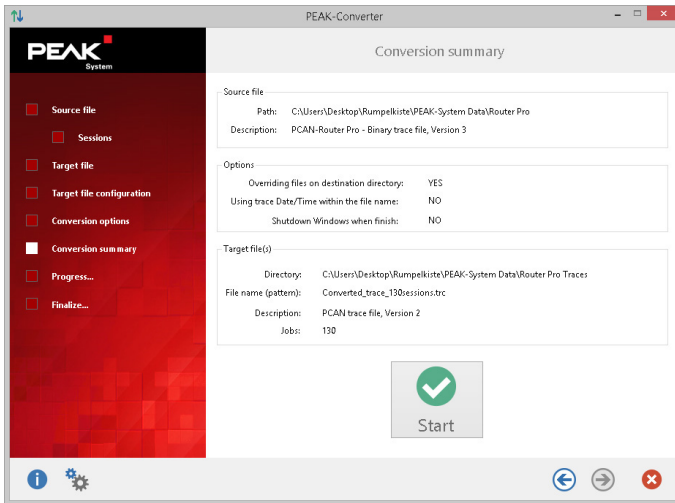 PEAK-Converter
PEAK
System
Conversion summary
Source file
Sessions
Target file
Target file configuration
Conversion options
Conversion summary
Progress...
Finalize...
Source file
Path: C:\Users\Desktop\Rumpelkiste\PEAK-System Data\Router Pro
Description: PCAN-Router Pro - Binary trace file, Version 3
Options
Overriding files on destination directory: YES
Using trace Date/Time within the file name: NO
Shutdown Windows when finish: NO
Target file(s)
Directory: C:\Users\Desktop\Rumpelkiste\PEAK-System Data\Router Pro Traces
File name (pattern): Converted_trace_130sessions.trc
Description: PCAN trace file, Version 2
Jobs: 130
Start